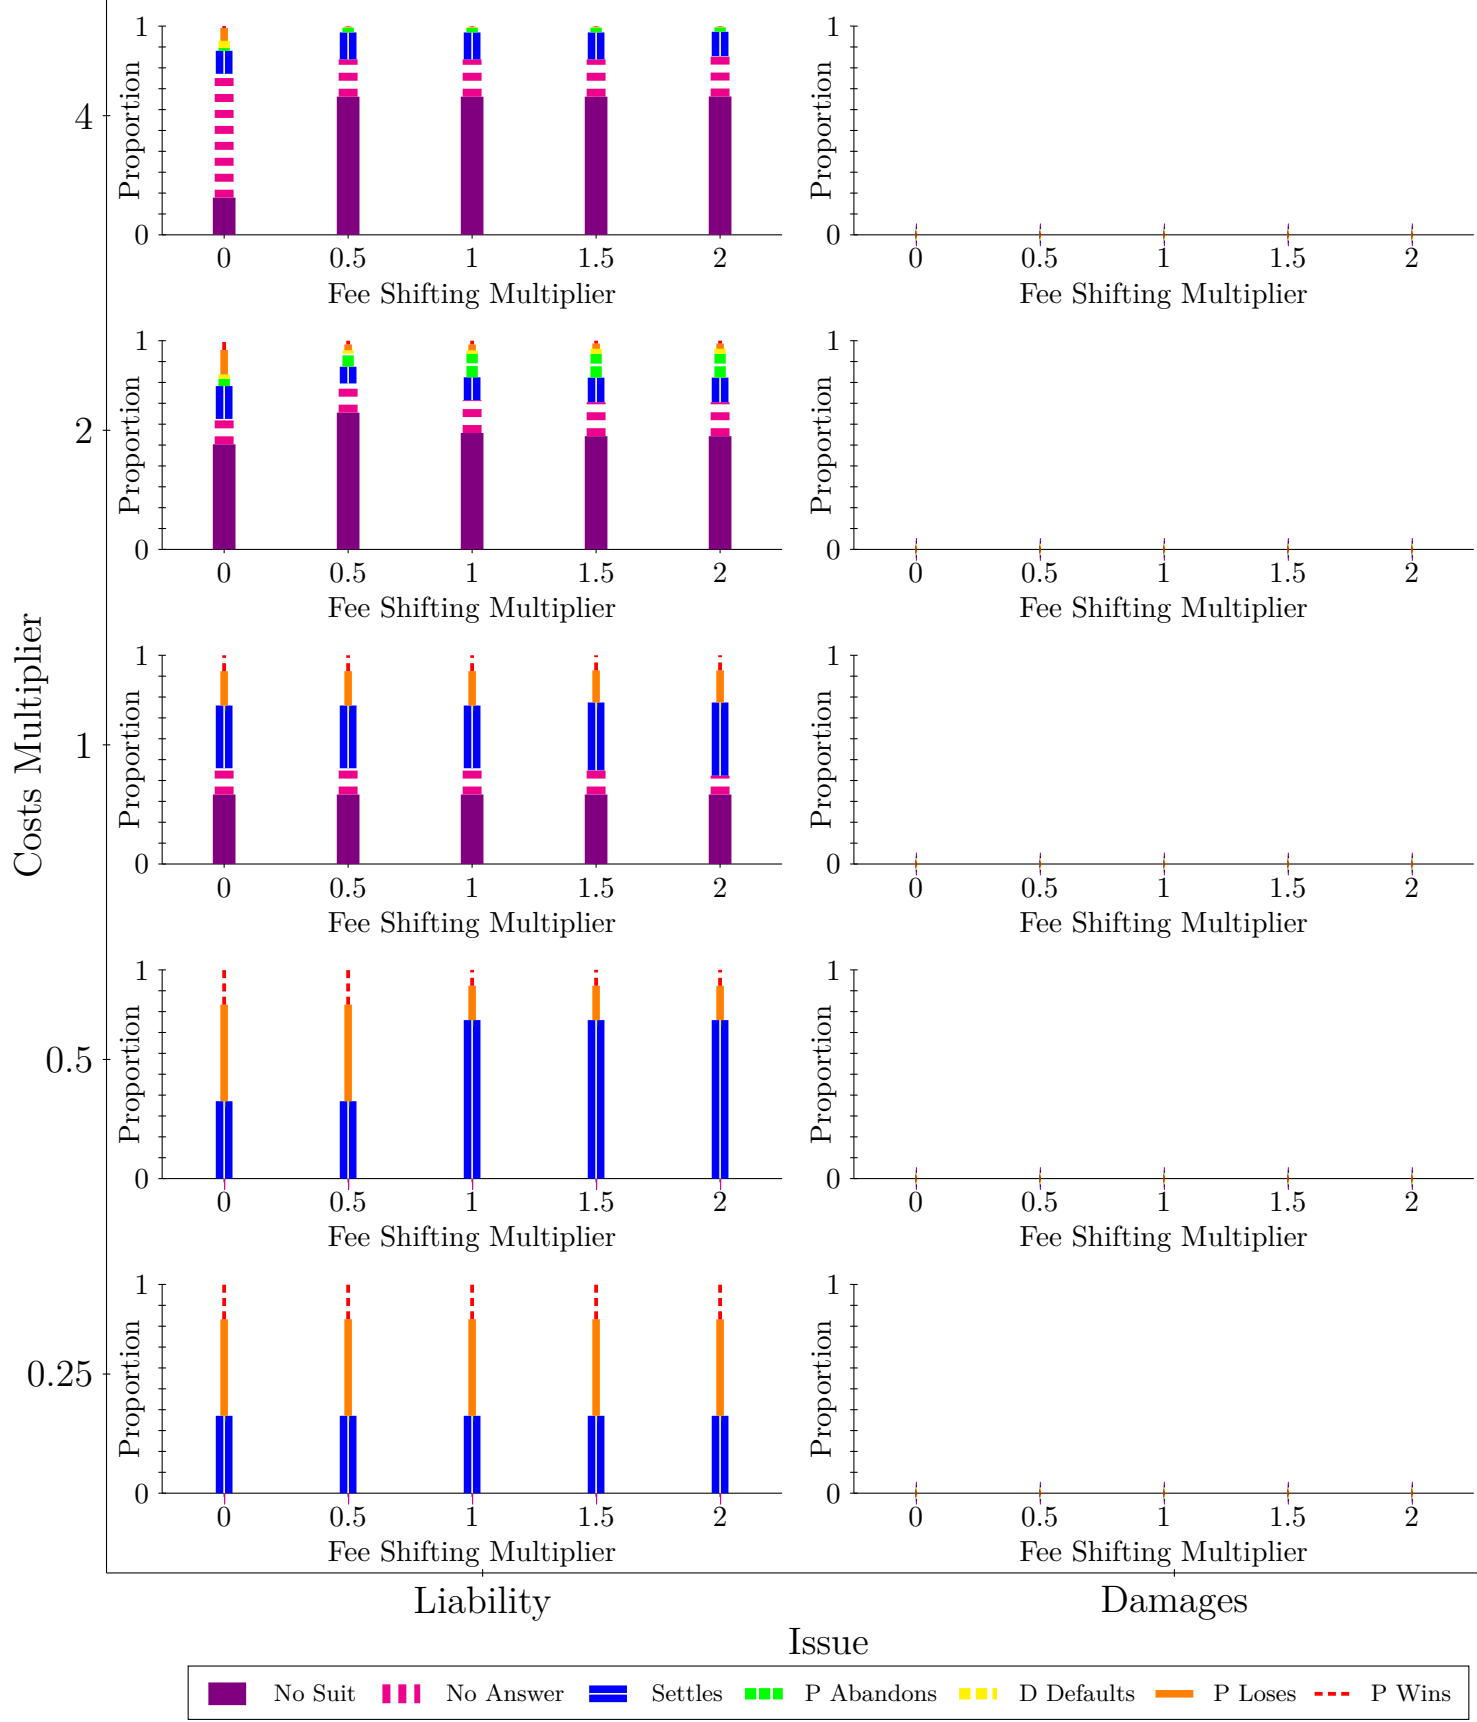 Costs Multiplier
4
2
1
0.5
0.25
Proportion
1
0
0 0.5 1 1.5 2
Fee Shifting Multiplier
Proportion
1
0
0 0.5 1 1.5 2
Fee Shifting Multiplier
Proportion
1
0
0 0.5 1 1.5 2
Fee Shifting Multiplier
Proportion
1
0
0 0.5 1 1.5 2
Fee Shifting Multiplier
Proportion
1
0
0 0.5 1 1.5 2
Fee Shifting Multiplier
Proportion
1
0
0 0.5 1 1.5 2
Fee Shifting Multiplier
Proportion
1
0
0 0.5 1 1.5 2
Fee Shifting Multiplier
Proportion
1
0
0 0.5 1 1.5 2
Fee Shifting Multiplier
Proportion
1
0
0 0.5 1 1.5 2
Fee Shifting Multiplier
Proportion
1
0
0 0.5 1 1.5 2
Fee Shifting Multiplier
Liability Damages
Issue
No Suit No Answer Settles P Abandons D Defaults P Loses P Wins